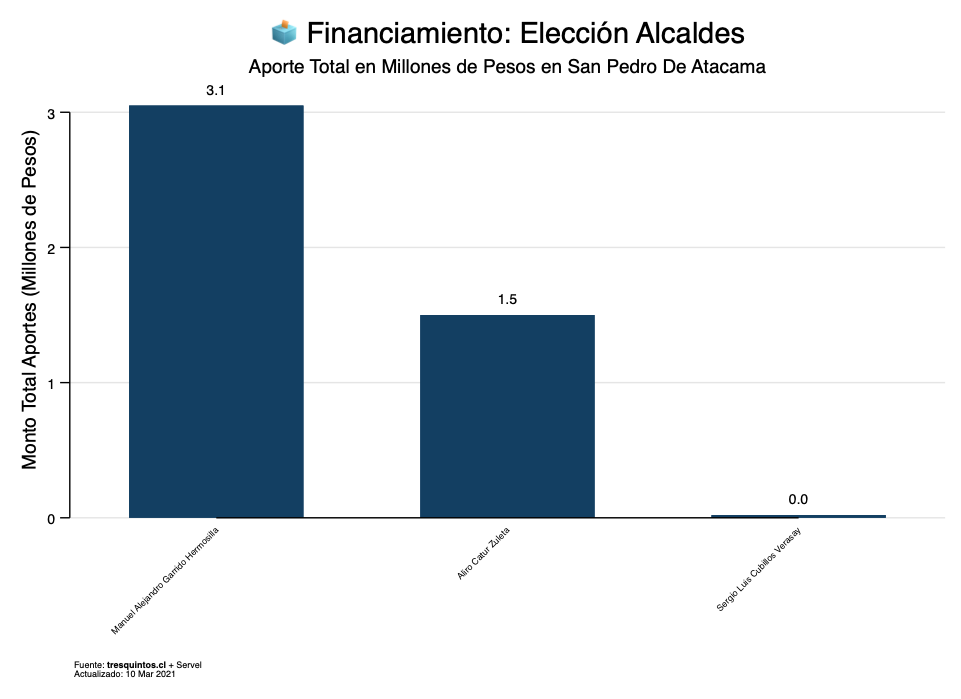 🗳️ Financiamiento: Elección Alcaldes
Aporte Total en Millones de Pesos en San Pedro De Atacama
Monto Total Aportes (Millones de Pesos)
3
2
1
0
3.1
1.5
0.0
Manuel Alejandro Garrido Hermosilla
Aliro Catur Zuleta
Sergio Luis Cubillos Verasay
Fuente: tresquintos.cl + Servel
Actualizado: 10 Mar 2021